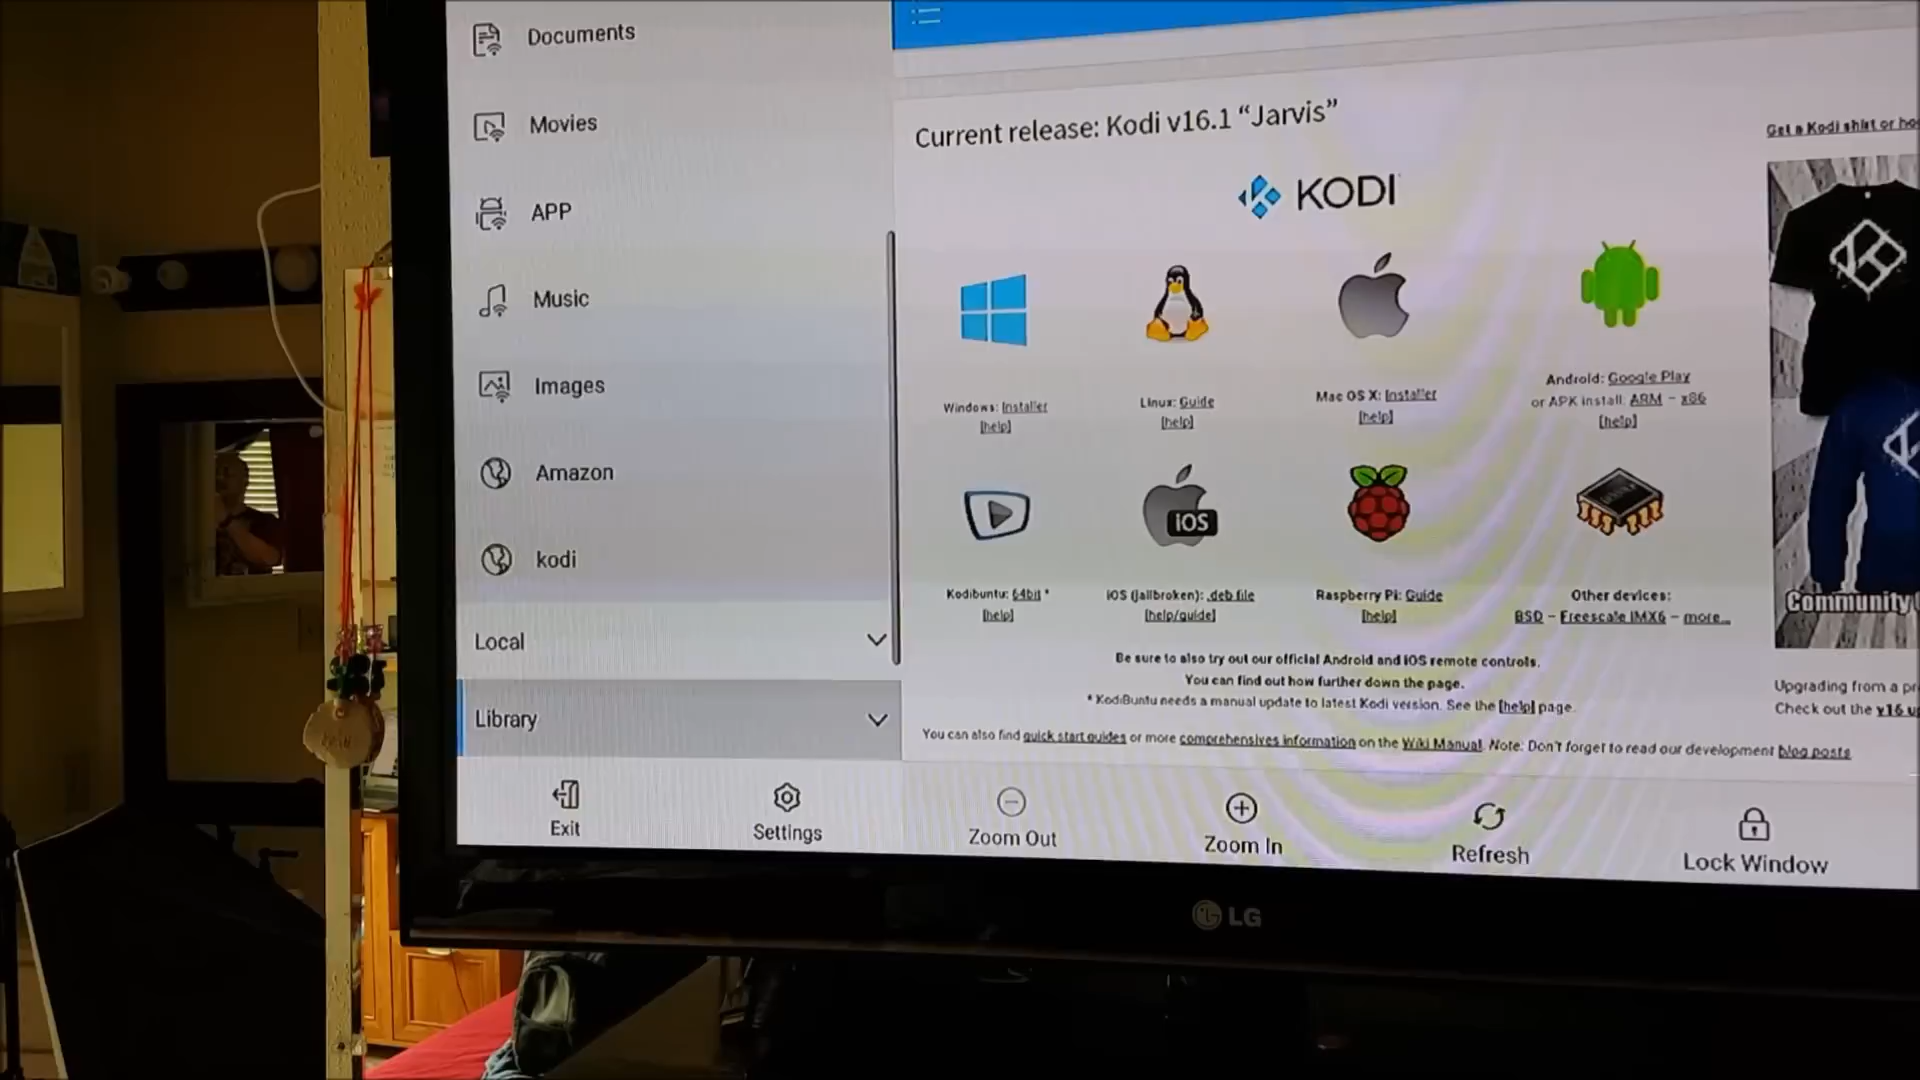 Documents
Movies
APP
Music
Images
Amazon
kodi
Local
Library
Exit
Settings
Current release: Kodi v16.1 “Jarvis”
KODI
Windows: Installer
[help]
Linux: Guide
[help]
Mac OS X: Installer
[help]
Android: Google Play
or APK install: ARM – x86
[help]
iOS
Kodibuntu: 64bit *
[help]
iOS (jailbroken): .deb file
[help/guide]
Raspberry Pi: Guide
[help]
Other devices:
BSD – Freescale IMX6 – more...
Be sure to also try out our official Android and iOS remote controls.
You can find out how further down the page.
* KodiBuntu needs a manual update to latest Kodi version. See the [help] page.
You can also find quick start guides or more comprehensives information on the Wiki Manual. Note: Don't forget to read our development blog posts
Get a Kodi shirt or
Community
Upgrading from a
Check out the v16
Zoom Out
Zoom In
Refresh
Lock Window
LG